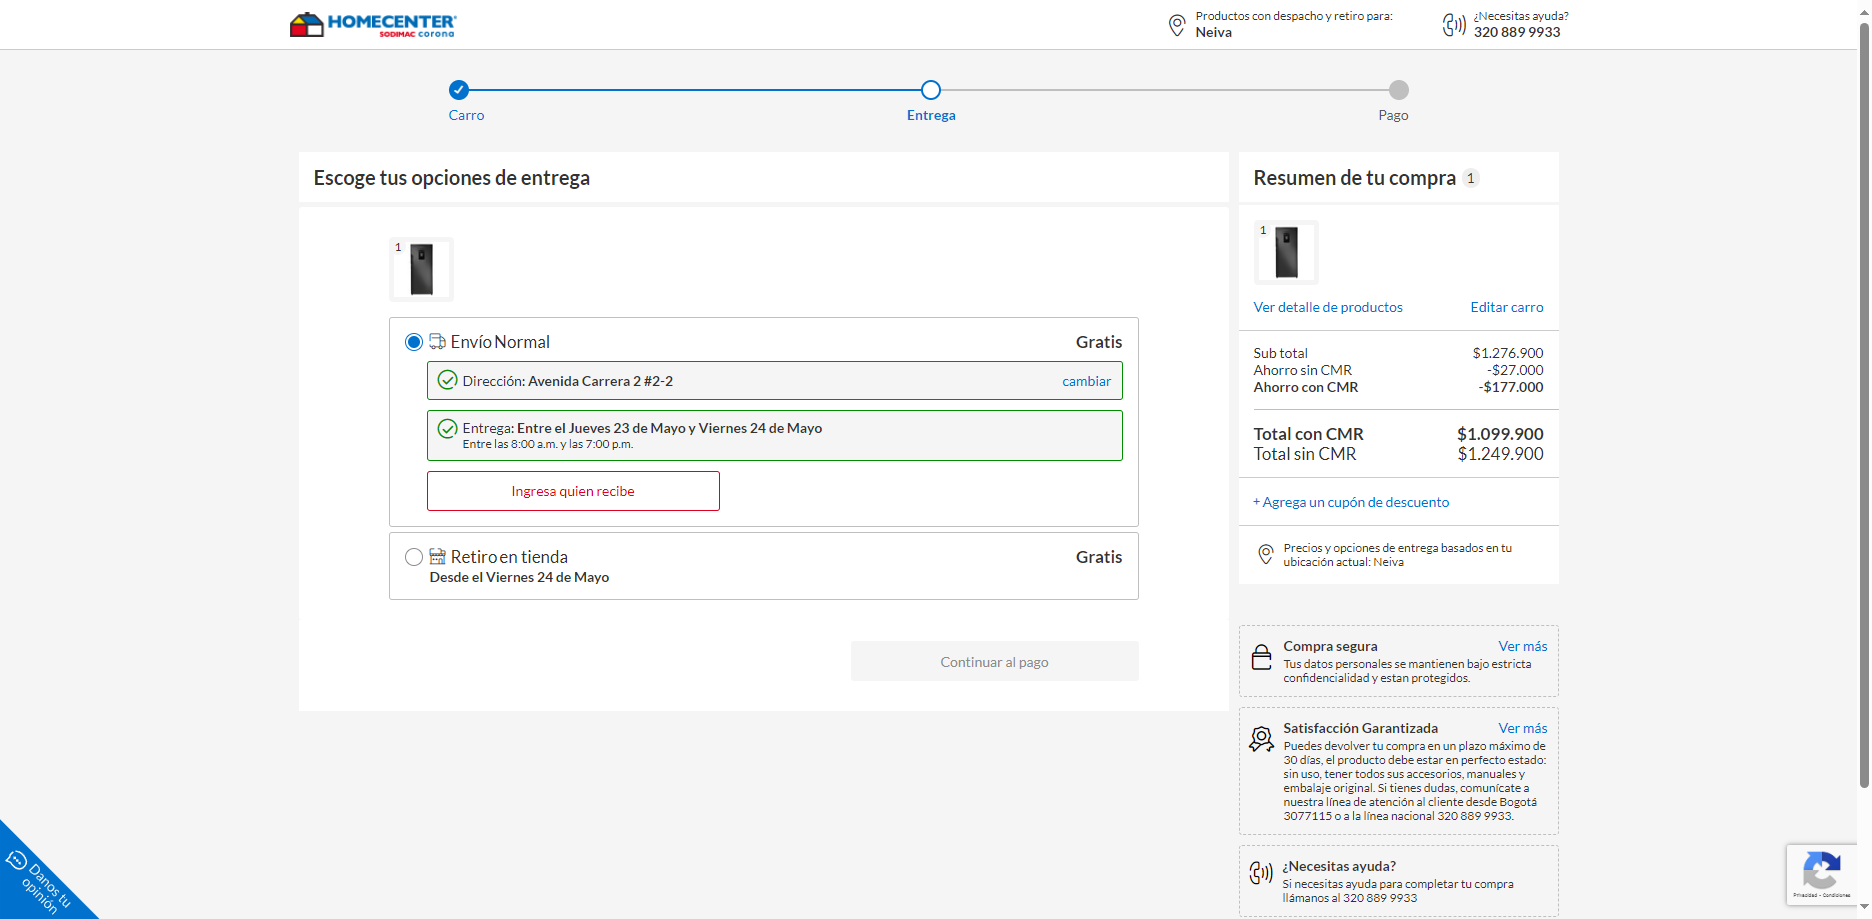 HOMECENTER
SODIMAC corona
Productos con despacho y retiro para:
Neiva
¿Necesitas ayuda?
320 889 9933
Carro
Entrega
Pago
Escoge tus opciones de entrega
1
Envío Normal
Gratis
Dirección: Avenida Carrera 2 #2-2
cambiar
Entrega: Entre el Jueves 23 de Mayo y Viernes 24 de Mayo
Entre las 8:00 a.m. y las 7:00 p.m.
Ingresa quien recibe
Retiro en tienda
Gratis
Desde el Viernes 24 de Mayo
Continuar al pago
Resumen de tu compra 1
1
Ver detalle de productos
Editar carro
Sub total $1.276.900
Ahorro sin CMR -$27.000
Ahorro con CMR -$177.000
Total con CMR $1.099.900
Total sin CMR $1.249.900
+ Agrega un cupón de descuento
Precios y opciones de entrega basados en tu
ubicación actual: Neiva
Compra segura
Ver más
Tus datos personales se mantienen bajo estricta
confidencialidad y estan protegidos.
Satisfacción Garantizada
Ver más
Puedes devolver tu compra en un plazo máximo de
30 días, el producto debe estar en perfecto estado:
sin uso, tener todos sus accesorios, manuales y
embalaje original. Si tienes dudas, comunícate a
nuestra línea de atención al cliente desde Bogotá
3077115 o a la línea nacional 320 889 9933.
¿Necesitas ayuda?
Si necesitas ayuda para completar tu compra
llámanos al 320 889 9933
Danos tu
opinión
Privacidad - Condiciones